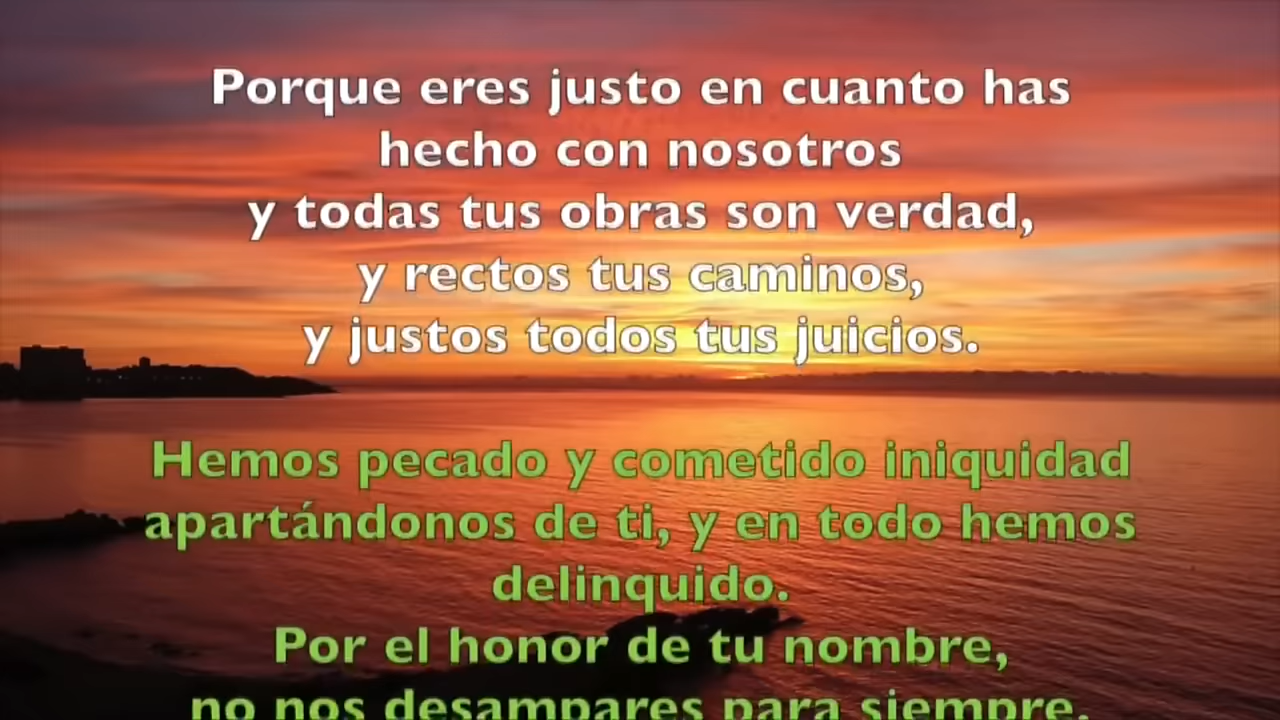 Porque eres justo en cuanto has
hecho con nosotros
y todas tus obras son verdad,
y rectos tus caminos,
y justos todos tus juicios.
Hemos pecado y cometido iniquidad
apartándonos de ti, y en todo hemos
delinquido.
Por el honor de tu nombre,
no nos desampares para siempre,